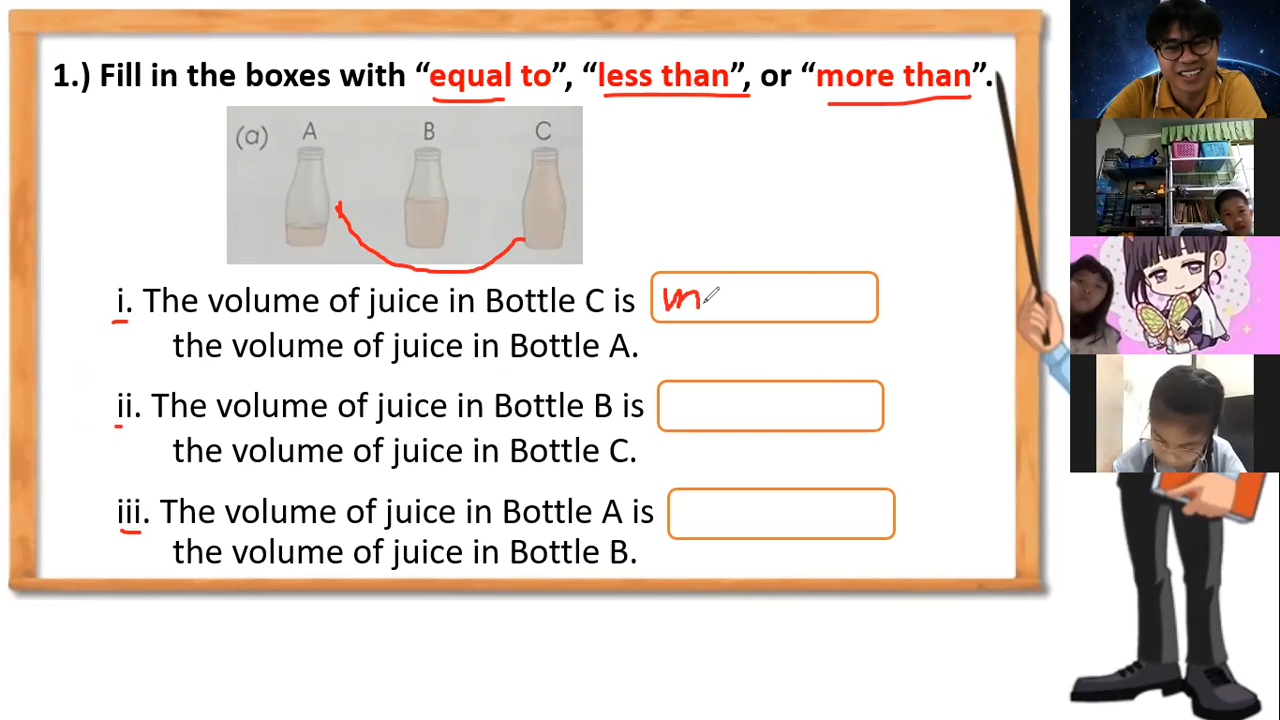 1.) Fill in the boxes with “equal to”, “less than”, or “more than”.
(a) A B C
i. The volume of juice in Bottle C is m
the volume of juice in Bottle A.
ii. The volume of juice in Bottle B is
the volume of juice in Bottle C.
iii. The volume of juice in Bottle A is
the volume of juice in Bottle B.